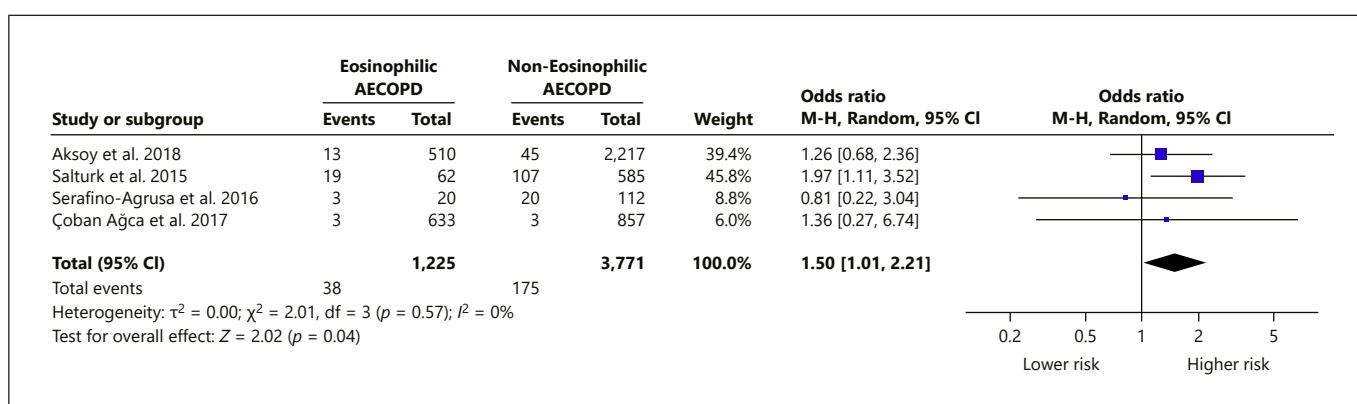 Eosinophilic AECOPD Non-Eosinophilic AECOPD Odds ratio Odds ratio
Study or subgroup Events Total Events Total Weight M-H, Random, 95% CI M-H, Random, 95% CI
Aksoy et al. 2018 13 510 45 2,217 39.4% 1.26 [0.68, 2.36]
Salturk et al. 2015 19 62 107 585 45.8% 1.97 [1.11, 3.52]
Serafino-Agrusa et al. 2016 3 20 20 112 8.8% 0.81 [0.22, 3.04]
Çoban Ağca et al. 2017 3 633 3 857 6.0% 1.36 [0.27, 6.74]
Total (95% CI) 1,225 3,771 100.0% 1.50 [1.01, 2.21]
Total events 38 175
Heterogeneity: τ² = 0.00; χ² = 2.01, df = 3 (p = 0.57); I² = 0%
Test for overall effect: Z = 2.02 (p = 0.04)
0.2 0.5 1 2 5
Lower risk Higher risk